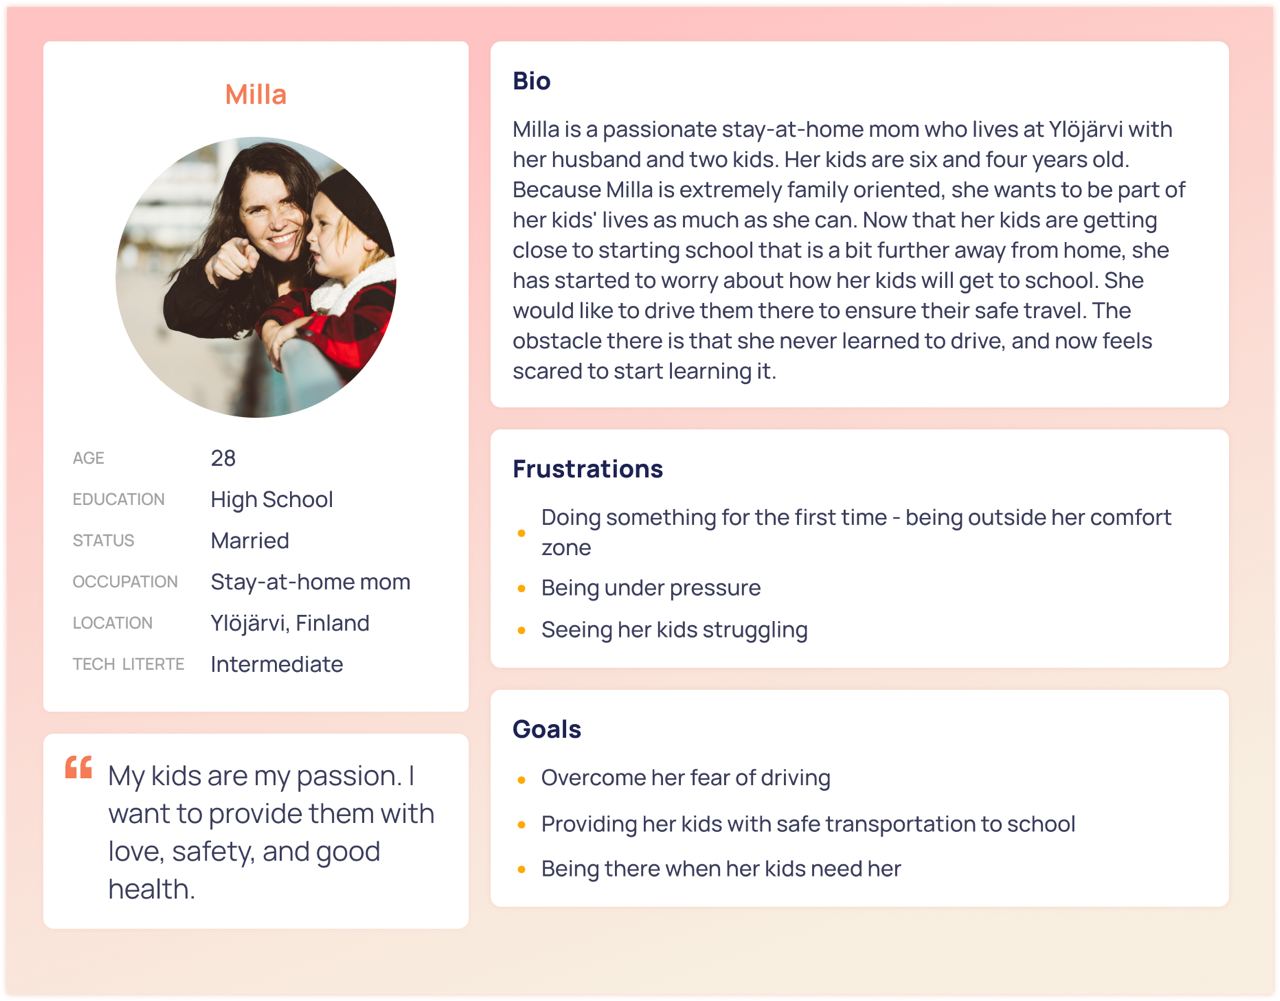 Milla
AGE 28
EDUCATION High School
STATUS Married
OCCUPATION Stay-at-home mom
LOCATION Ylöjärvi, Finland
TECH LITERTE Intermediate
“ My kids are my passion. I
want to provide them with
love, safety, and good
health.
Bio
Milla is a passionate stay-at-home mom who lives at Ylöjärvi with
her husband and two kids. Her kids are six and four years old.
Because Milla is extremely family oriented, she wants to be part of
her kids' lives as much as she can. Now that her kids are getting
close to starting school that is a bit further away from home, she
has started to worry about how her kids will get to school. She
would like to drive them there to ensure their safe travel. The
obstacle there is that she never learned to drive, and now feels
scared to start learning it.
Frustrations
• Doing something for the first time - being outside her comfort
zone
• Being under pressure
• Seeing her kids struggling
Goals
• Overcome her fear of driving
• Providing her kids with safe transportation to school
• Being there when her kids need her